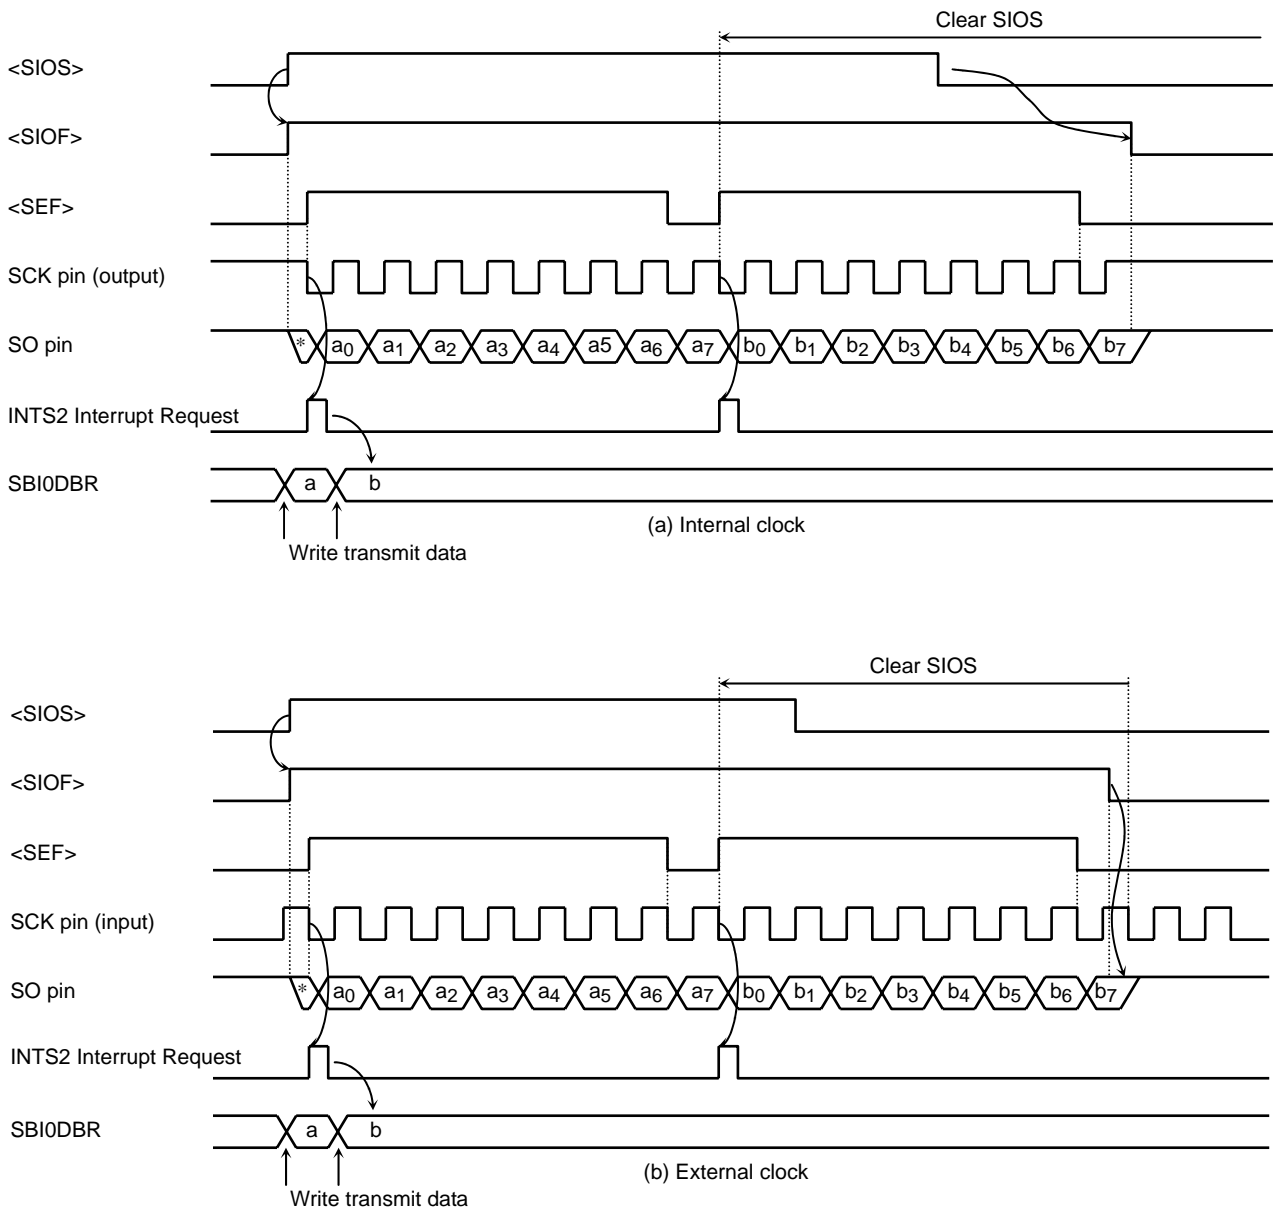 Clear SIOS
<SIOS>
<SIOF>
<SEF>
SCK pin (output)
SO pin
* a0 a1 a2 a3 a4 a5 a6 a7 b0 b1 b2 b3 b4 b5 b6 b7
INTS2 Interrupt Request
SBI0DBR a b
(a) Internal clock
Write transmit data
Clear SIOS
<SIOS>
<SIOF>
<SEF>
SCK pin (input)
SO pin
* a0 a1 a2 a3 a4 a5 a6 a7 b0 b1 b2 b3 b4 b5 b6 b7
INTS2 Interrupt Request
SBI0DBR a b
(b) External clock
Write transmit data